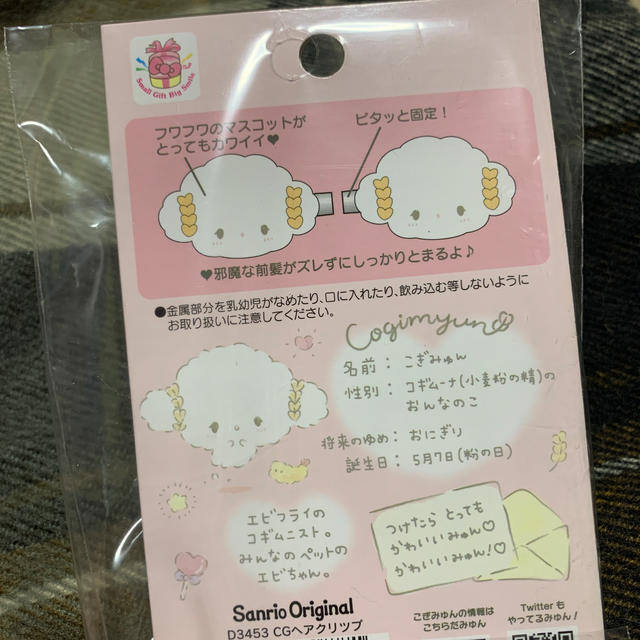 Small Gift Big Smile
フワフワのマスコットが
とってもカワイイ♥
ピタッと固定！
♥邪魔な前髪がズレずにしっかりとまるよ♪
●金属部分を乳幼児がなめたり、口に入れたり、飲み込む等しないように
お取り扱いに注意してください。
Cogimyun
名前：こぎみゅん
性別：コギムーナ(小麦粉の精)の
おんなのこ
将来のゆめ：おにぎり
誕生日：5月7日(粉の日)
エビフライの
コギムニスト。
みんなのペットの
エビちゃん。
つけたら とっても
かわいいみゅん♡
かわいいみゅん!♡
Sanrio Original
D3453 CGヘアクリップ
こぎみゅんの情報は
こちらだみゅん
Twitterも
やってるみゅん！